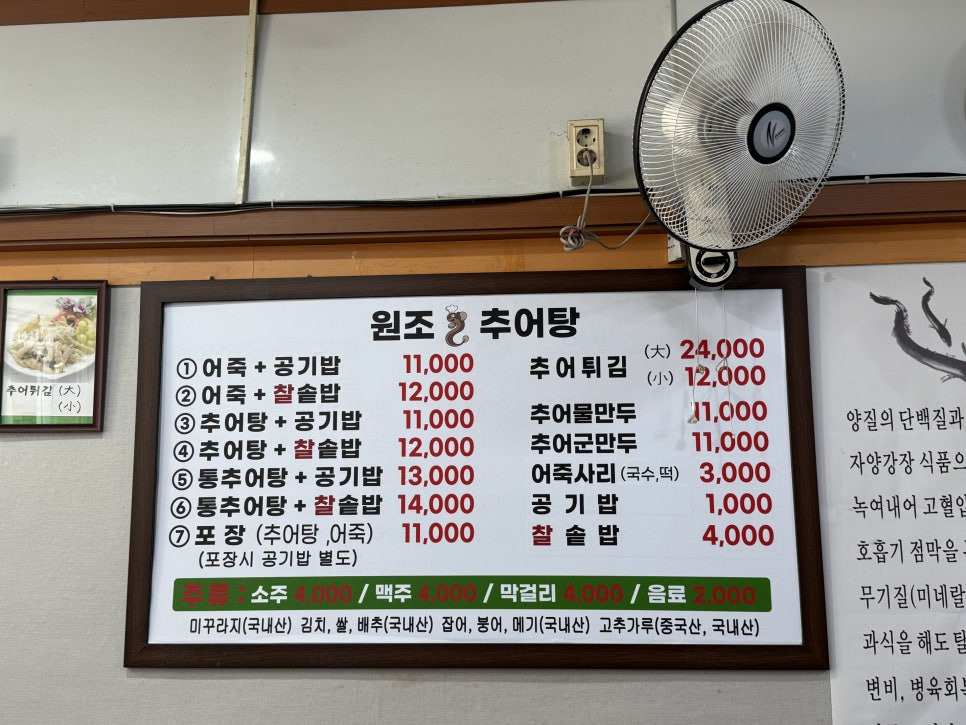 원조 추어탕
① 어죽 + 공기밥 11,000
② 어죽 + 찰솥밥 12,000
③ 추어탕 + 공기밥 11,000
④ 추어탕 + 찰솥밥 12,000
⑤ 통추어탕 + 공기밥 13,000
⑥ 통추어탕 + 찰솥밥 14,000
⑦ 포 장 (추어탕 ,어죽) 11,000
(포장시 공기밥 별도)
추어튀김 (大) 24,000
(小) 12,000
추어물만두 11,000
추어군만두 11,000
어죽사리 (국수,떡) 3,000
공 기 밥 1,000
찰 솥 밥 4,000
주 류 : 소주 4,000 / 맥주 4,000 / 막걸리 4,000 / 음료 2,000
미꾸라지(국내산) 김치, 쌀, 배추(국내산) 잡어, 붕어, 메기(국내산) 고추가루(중국산, 국내산)
추어튀김 (大)
(小)
양질의 단백질과
자양강장 식품으
녹여내어 고혈압
호흡기 점막을
무기질(미네랄
과식을 해도 탈
변비, 병육회복